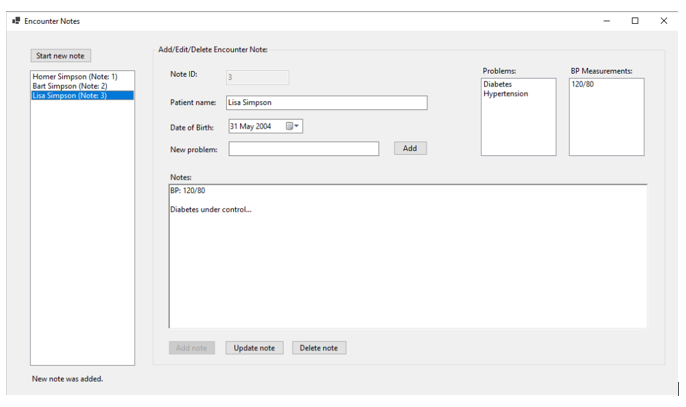 Encounter Notes
Start new note
Homer Simpson (Note: 1)
Bart Simpson (Note: 2)
Lisa Simpson (Note: 3)
New note was added.
Add/Edit/Delete Encounter Note:
Note ID: 3
Patient name: Lisa Simpson
Date of Birth: 31 May 2004
New problem: Add
Problems:
Diabetes
Hypertension
BP Measurements:
120/80
Notes:
BP: 120/80
Diabetes under control...
Add note Update note Delete note